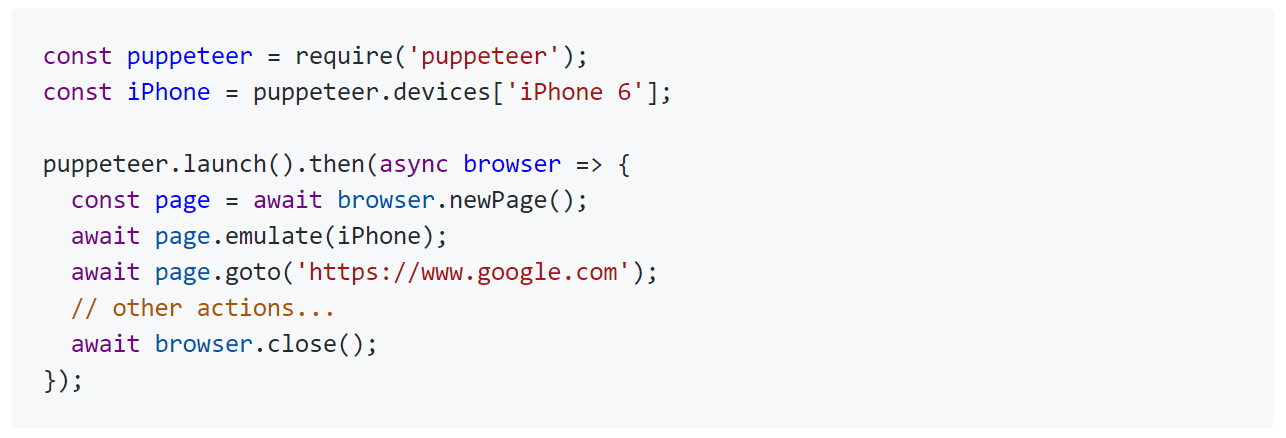 const puppeteer = require('puppeteer');
const iPhone = puppeteer.devices['iPhone 6'];

puppeteer.launch().then(async browser => {
  const page = await browser.newPage();
  await page.emulate(iPhone);
  await page.goto('https://www.google.com');
  // other actions...
  await browser.close();
});